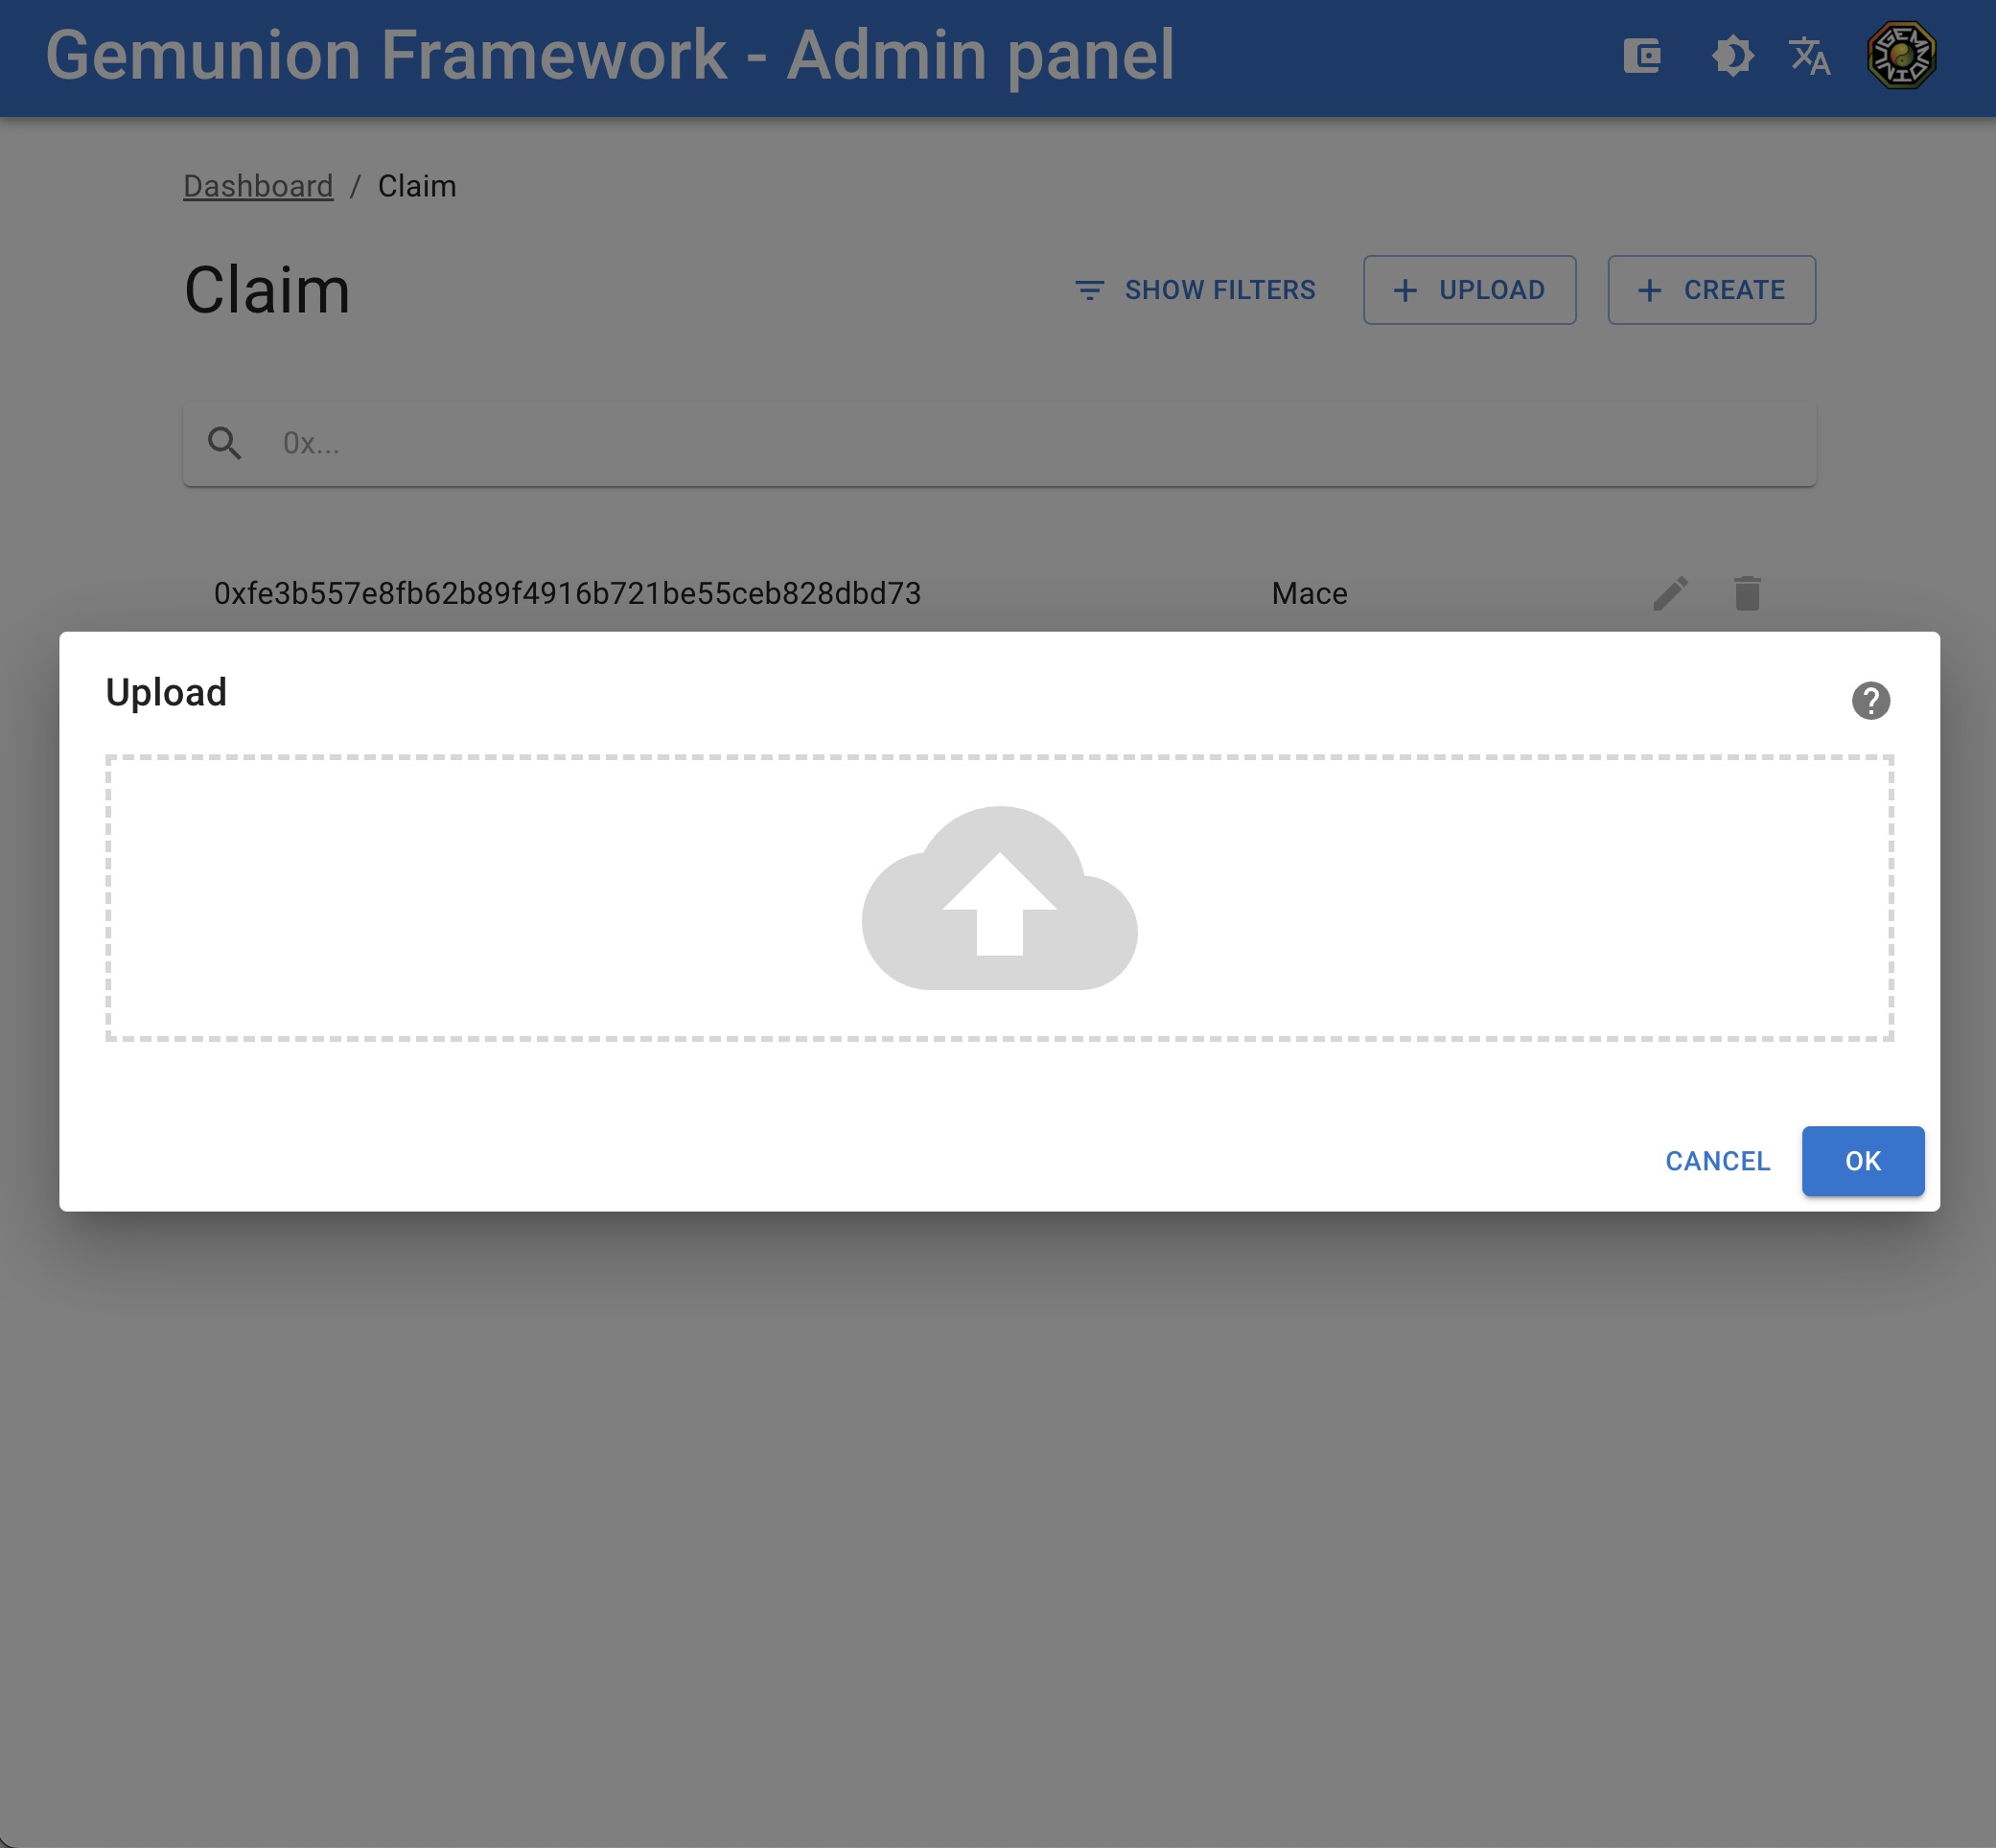 Gemunion Framework - Admin panel
Dashboard / Claim
Claim
SHOW FILTERS
+ UPLOAD
+ CREATE
0x...
0xfe3b557e8fb62b89f4916b721be55ceb828dbd73 Mace
Upload
?
CANCEL
OK